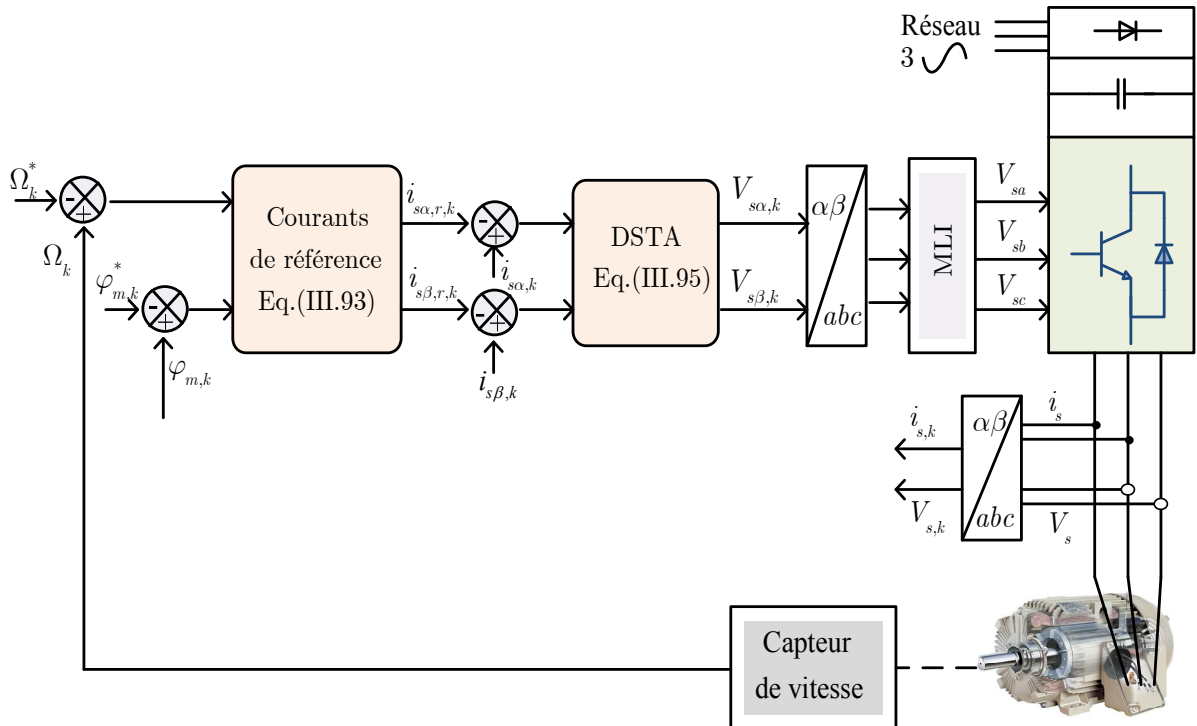 Réseau
3
Ω*k
-
+
Ωk
φ*m,k
-
+
φm,k
Courants
de référence
Eq.(III.93)
isα,r,k
isβ,r,k
-
+
isα,k
-
+
isβ,k
DSTA
Eq.(III.95)
Vsα,k
Vsβ,k
αβ
abc
MLI
Vsa
Vsb
Vsc
is,k
Vs,k
αβ
abc
is
Vs
Capteur
de vitesse